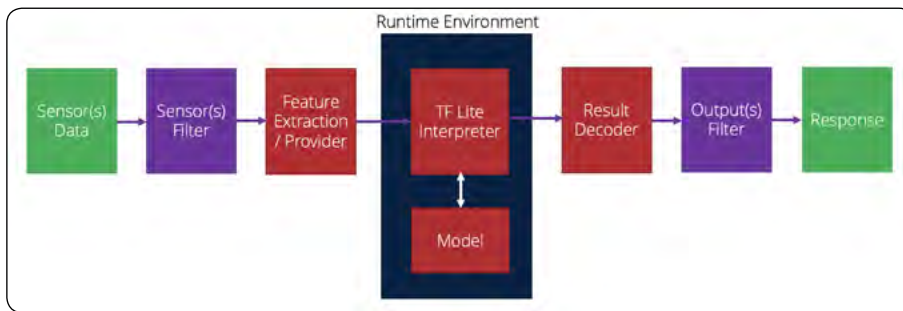 Runtime Environment
Sensor(s)
Data
Sensor(s)
Filter
Feature
Extraction
/ Provider
TF Lite
Interpreter
Model
Result
Decoder
Output(s)
Filter
Response